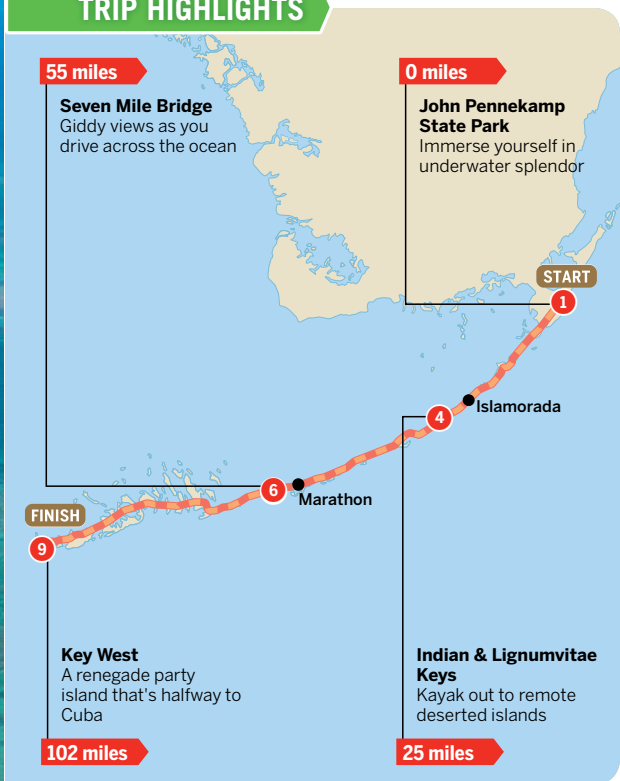 TRIP HIGHLIGHTS
55 miles
Seven Mile Bridge
Giddy views as you
drive across the ocean
0 miles
John Pennekamp
State Park
Immerse yourself in
underwater splendor
START
1
Islamorada
4
6
Marathon
FINISH
9
Key West
A renegade party
island that's halfway to
Cuba
102 miles
Indian & Lignumvitae
Keys
Kayak out to remote
deserted islands
25 miles